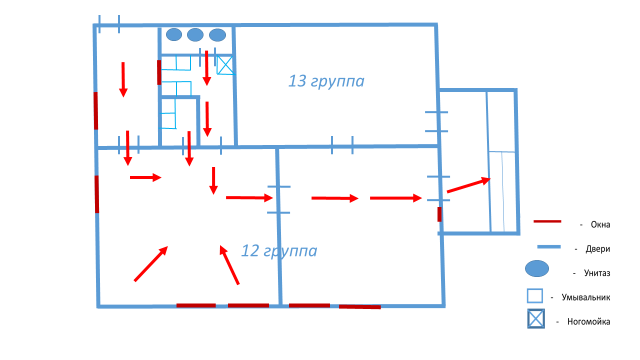 13 группа
12 группа
- Окна
- Двери
- Унитаз
- Умывальник
- Ногомойка